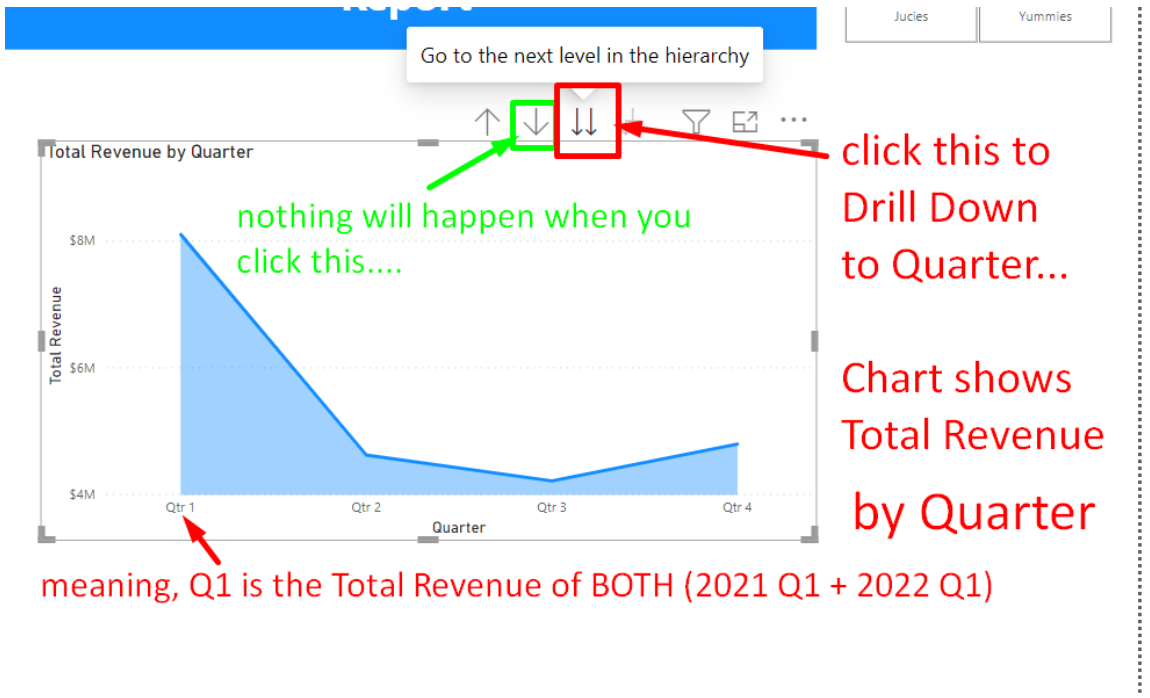 Report
Jucies
Yummies
Go to the next level in the hierarchy
Total Revenue by Quarter
click this to
Drill Down
to Quarter...
nothing will happen when you
click this....
$8M
$6M
$4M
Total Revenue
Qtr 1
Qtr 2
Qtr 3
Qtr 4
Quarter
Chart shows
Total Revenue
by Quarter
meaning, Q1 is the Total Revenue of BOTH (2021 Q1 + 2022 Q1)